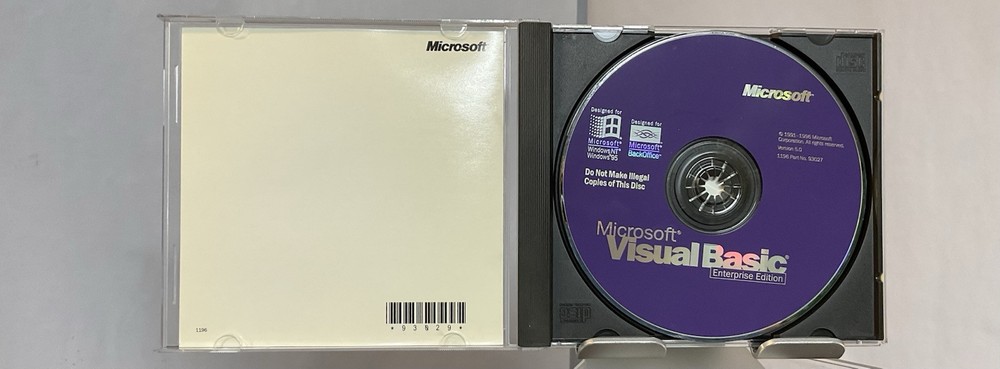 Microsoft
*93029*
1196
Microsoft
Designed for
Microsoft®
Windows NT®
Windows®95
Designed for
Microsoft®
BackOffice™
© 1991-1996 Microsoft
Corporation. All rights reserved.
Version 5.0
1196 Part No. 93027
Do Not Make Illegal
Copies of This Disc
Microsoft®
Visual Basic®
Enterprise Edition